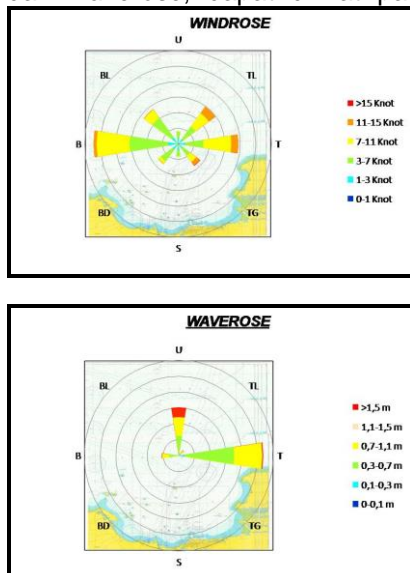 WINDROSE
U
BL
TL
B
T
BD
TG
S
>15 Knot
11-15 Knot
7-11 Knot
3-7 Knot
1-3 Knot
0-1 Knot
WAVEROSE
U
BL
TL
B
T
BD
TG
S
>1,5 m
1,1-1,5 m
0,7-1,1 m
0,3-0,7 m
0,1-0,3 m
0-0,1 m